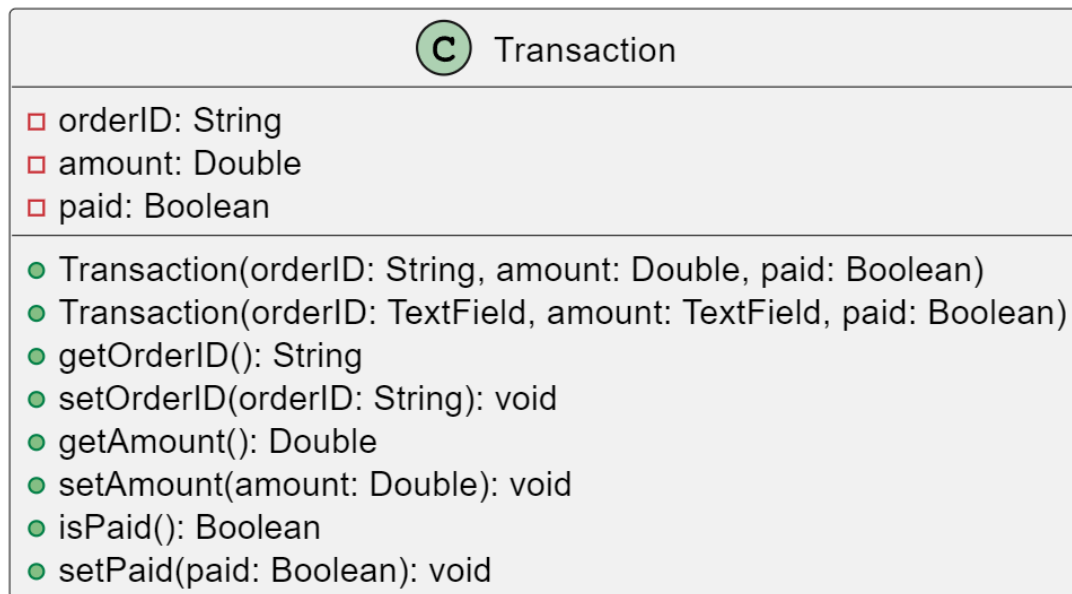 C Transaction
orderID: String
amount: Double
paid: Boolean
Transaction(orderID: String, amount: Double, paid: Boolean)
Transaction(orderID: TextField, amount: TextField, paid: Boolean)
getOrderID(): String
setOrderID(orderID: String): void
getAmount(): Double
setAmount(amount: Double): void
isPaid(): Boolean
setPaid(paid: Boolean): void